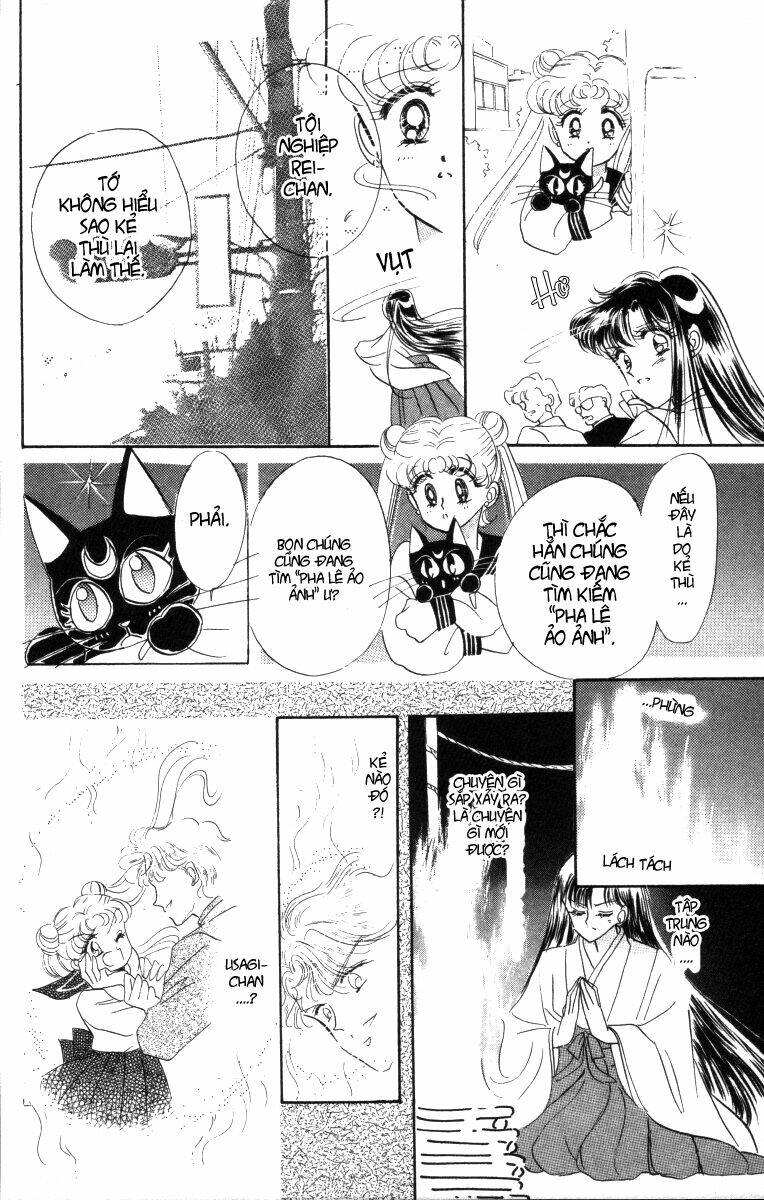 HƠ?
VỤT
TỘI
NGHIỆP
REI-
CHAN.
TỚ
KHÔNG HIỂU
SAO KẺ
THÙ LẠI
LÀM THẾ.
NẾU
ĐÂY
LÀ
DO
KẺ
THÙ
...
THÌ CHẮC
HẲN CHÚNG
CŨNG ĐANG
TÌM KIẾM
"PHA LÊ
ẢO ẢNH".
BỌN CHÚNG
CŨNG ĐANG
TÌM "PHA LÊ ẢO
ẢNH" Ư?
PHẢI.
...PHỪNG
LÁCH TÁCH
TẬP
TRUNG
NÀO
....
CHUYỆN GÌ
SẮP XẢY RA?
LÀ CHUYỆN
GÌ MỚI
ĐƯỢC?
KẺ
NÀO
ĐÓ
?!
USAGI-
CHAN
....?